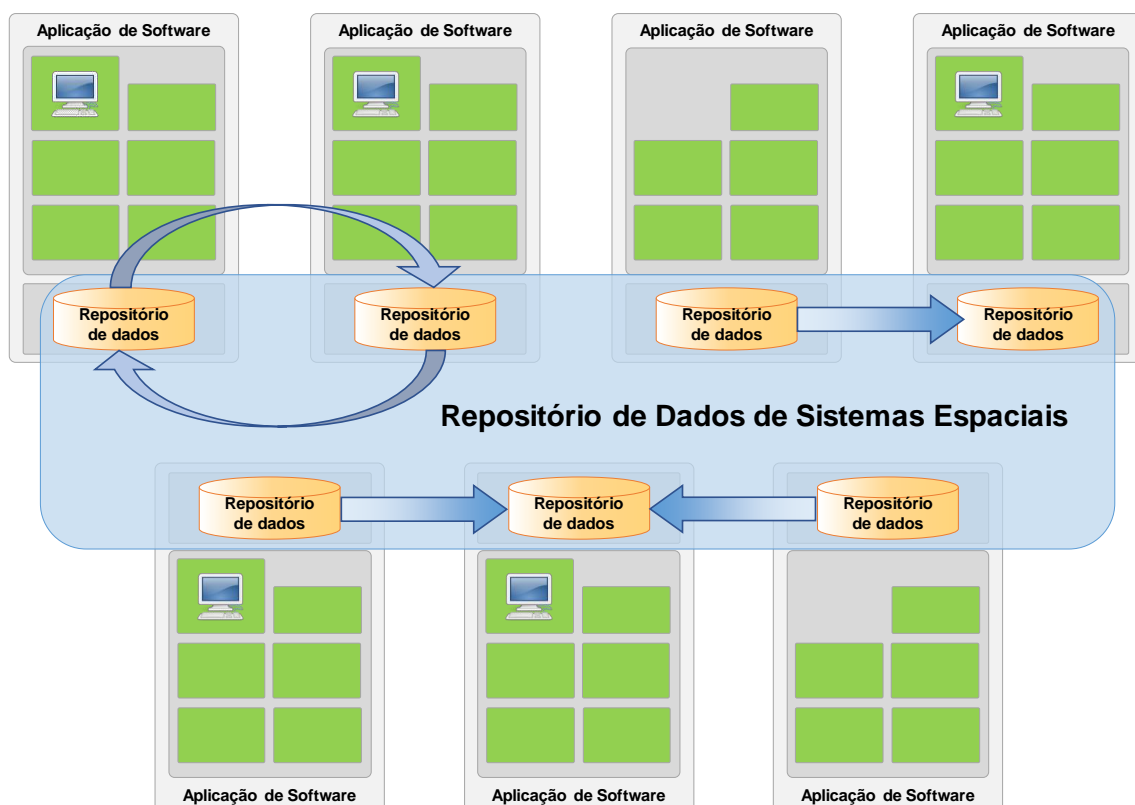 Aplicação de Software
Aplicação de Software
Aplicação de Software
Aplicação de Software
Repositório
de dados
Repositório
de dados
Repositório
de dados
Repositório
de dados
Repositório de Dados de Sistemas Espaciais
Repositório
de dados
Repositório
de dados
Repositório
de dados
Aplicação de Software
Aplicação de Software
Aplicação de Software